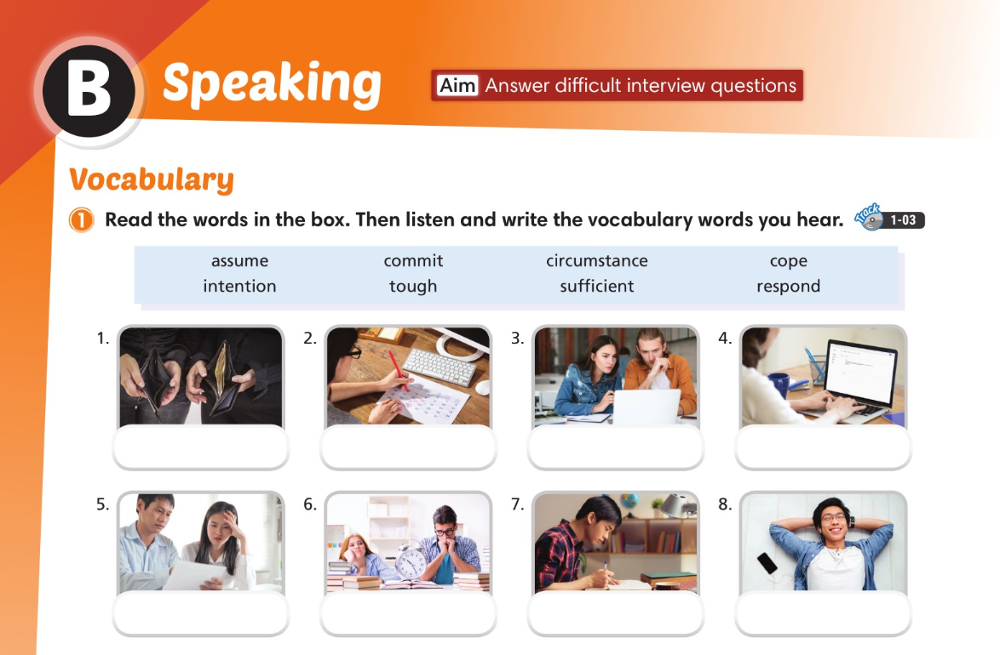 B
Speaking
Aim Answer difficult interview questions
Vocabulary
1 Read the words in the box. Then listen and write the vocabulary words you hear. Track 1-03
assume commit circumstance cope
intention tough sufficient respond
1. 2. 3. 4.
5. 6. 7. 8.